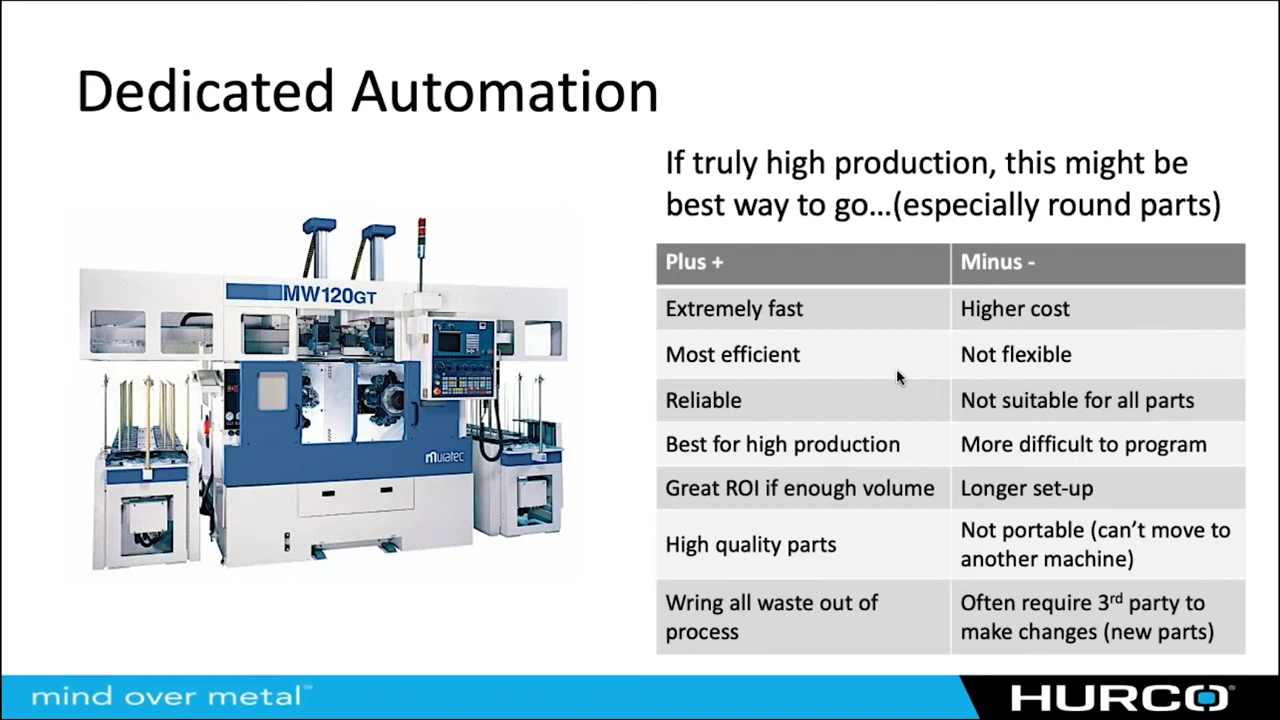 Dedicated Automation
If truly high production, this might be
best way to go...(especially round parts)
Plus +
Minus -
Extremely fast
Higher cost
Most efficient
Not flexible
Reliable
Not suitable for all parts
Best for high production
More difficult to program
Great ROI if enough volume
Longer set-up
High quality parts
Not portable (can’t move to
another machine)
Wring all waste out of
process
Often require 3rd party to
make changes (new parts)
MW120GT
muratec
mind over metal™
HURCO